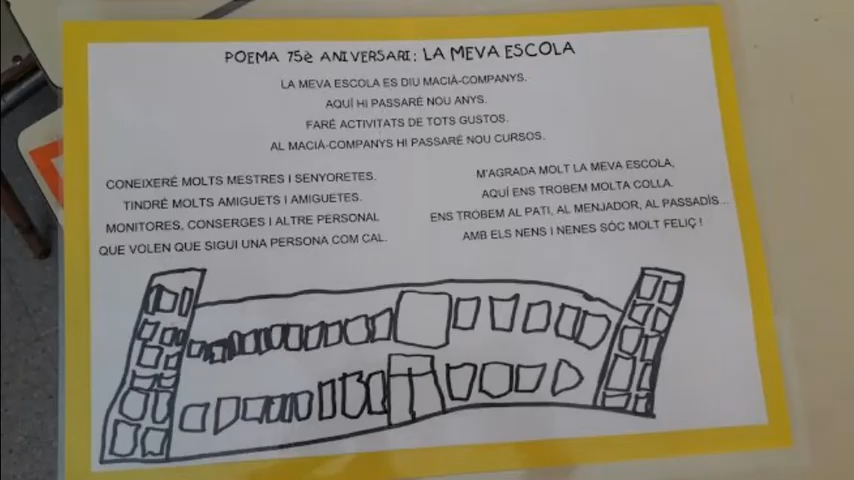 POEMA 75è ANIVERSARI: LA MEVA ESCOLA
LA MEVA ESCOLA ES DIU MACIÀ-COMPANYS.
AQUÍ HI PASSARÉ NOU ANYS.
FARÉ ACTIVITATS DE TOTS GUSTOS.
AL MACIÀ-COMPANYS HI PASSARÉ NOU CURSOS.
CONEIXERÉ MOLTS MESTRES I SENYORETES.
TINDRÉ MOLTS AMIGUETS I AMIGUETES.
MONITORES, CONSERGES I ALTRE PERSONAL
QUE VOLEN QUE SIGUI UNA PERSONA COM CAL.
M'AGRADA MOLT LA MEVA ESCOLA,
AQUÍ ENS TROBEM MOLTA COLLA.
ENS TROBEM AL PATI, AL MENJADOR, AL PASSADÍS...
AMB ELS NENS I NENES SÓC MOLT FELIÇ!